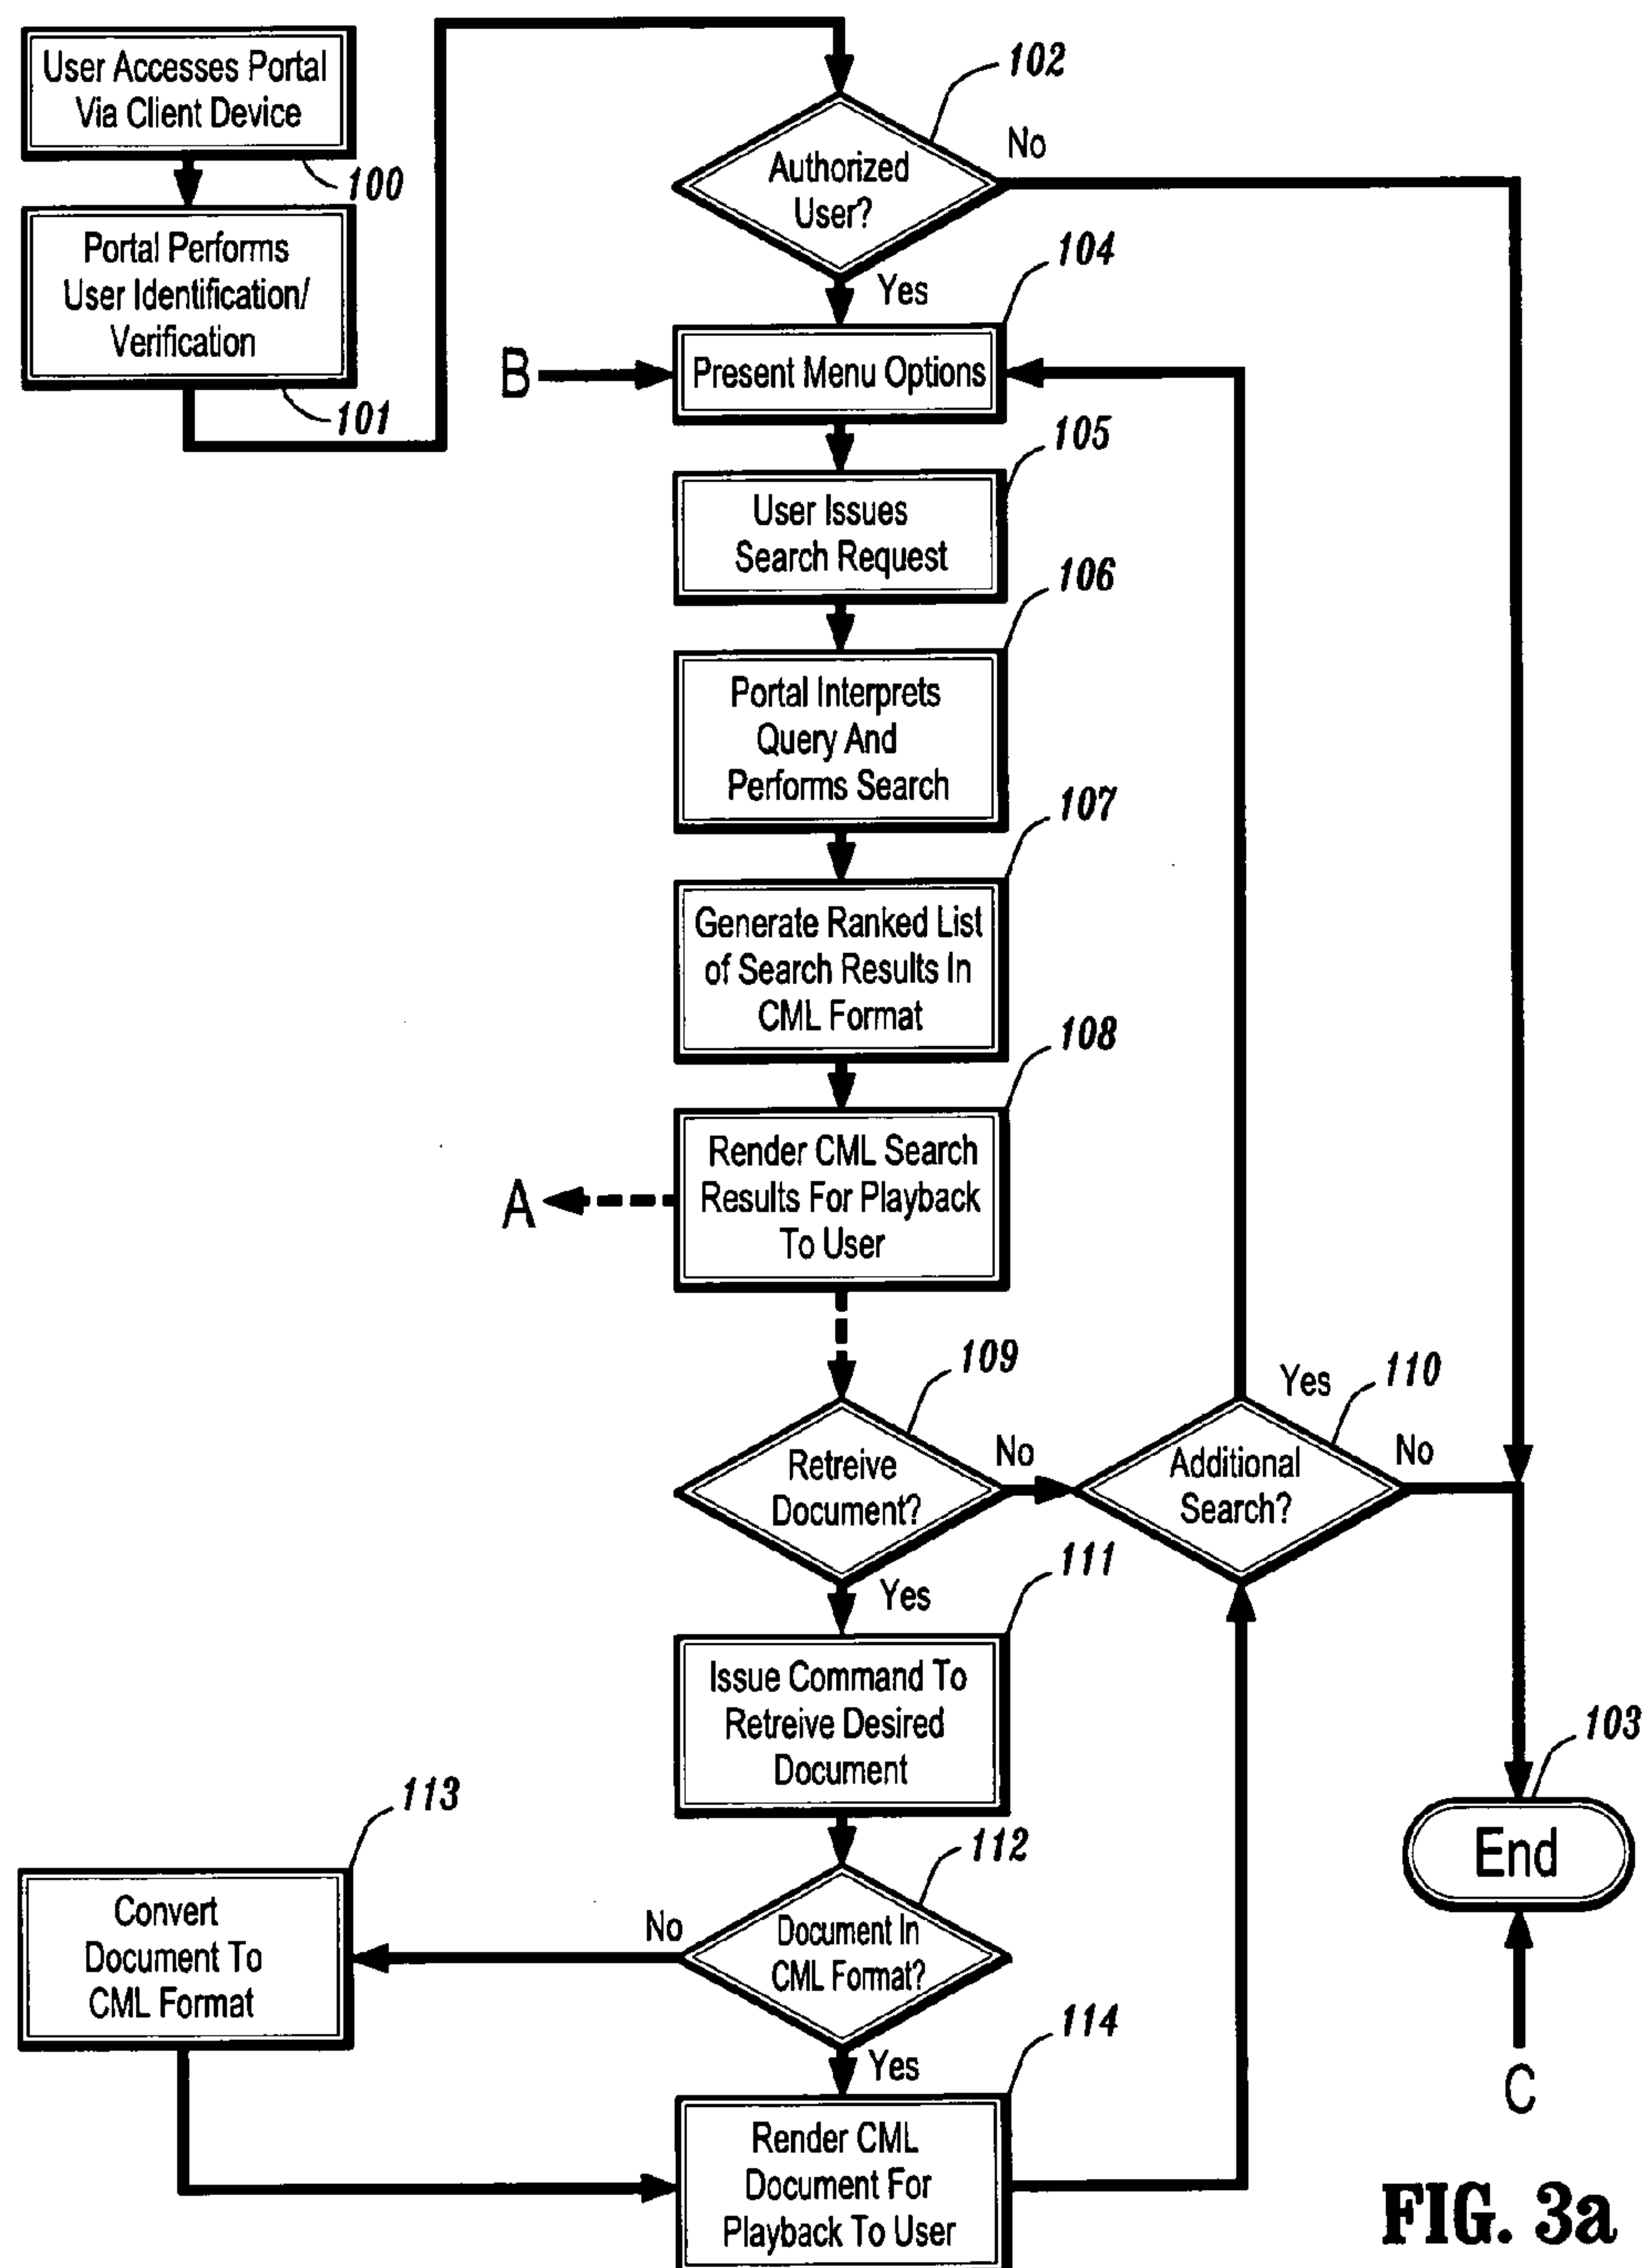 User Accesses Portal
Via Client Device
100
Portal Performs
User Identification/
Verification
101
102
Authorized
User?
No
Yes
104
B
Present Menu Options
105
User Issues
Search Request
106
Portal Interprets
Query And
Performs Search
107
Generate Ranked List
of Search Results In
CML Format
108
Render CML Search
Results For Playback
To User
A
109
Retreive
Document?
No
110
Additional
Search?
Yes
No
Yes
111
Issue Command To
Retreive Desired
Document
103
End
C
112
Document In
CML Format?
No
Yes
113
Convert
Document To
CML Format
114
Render CML
Document For
Playback To User
FIG. 3a